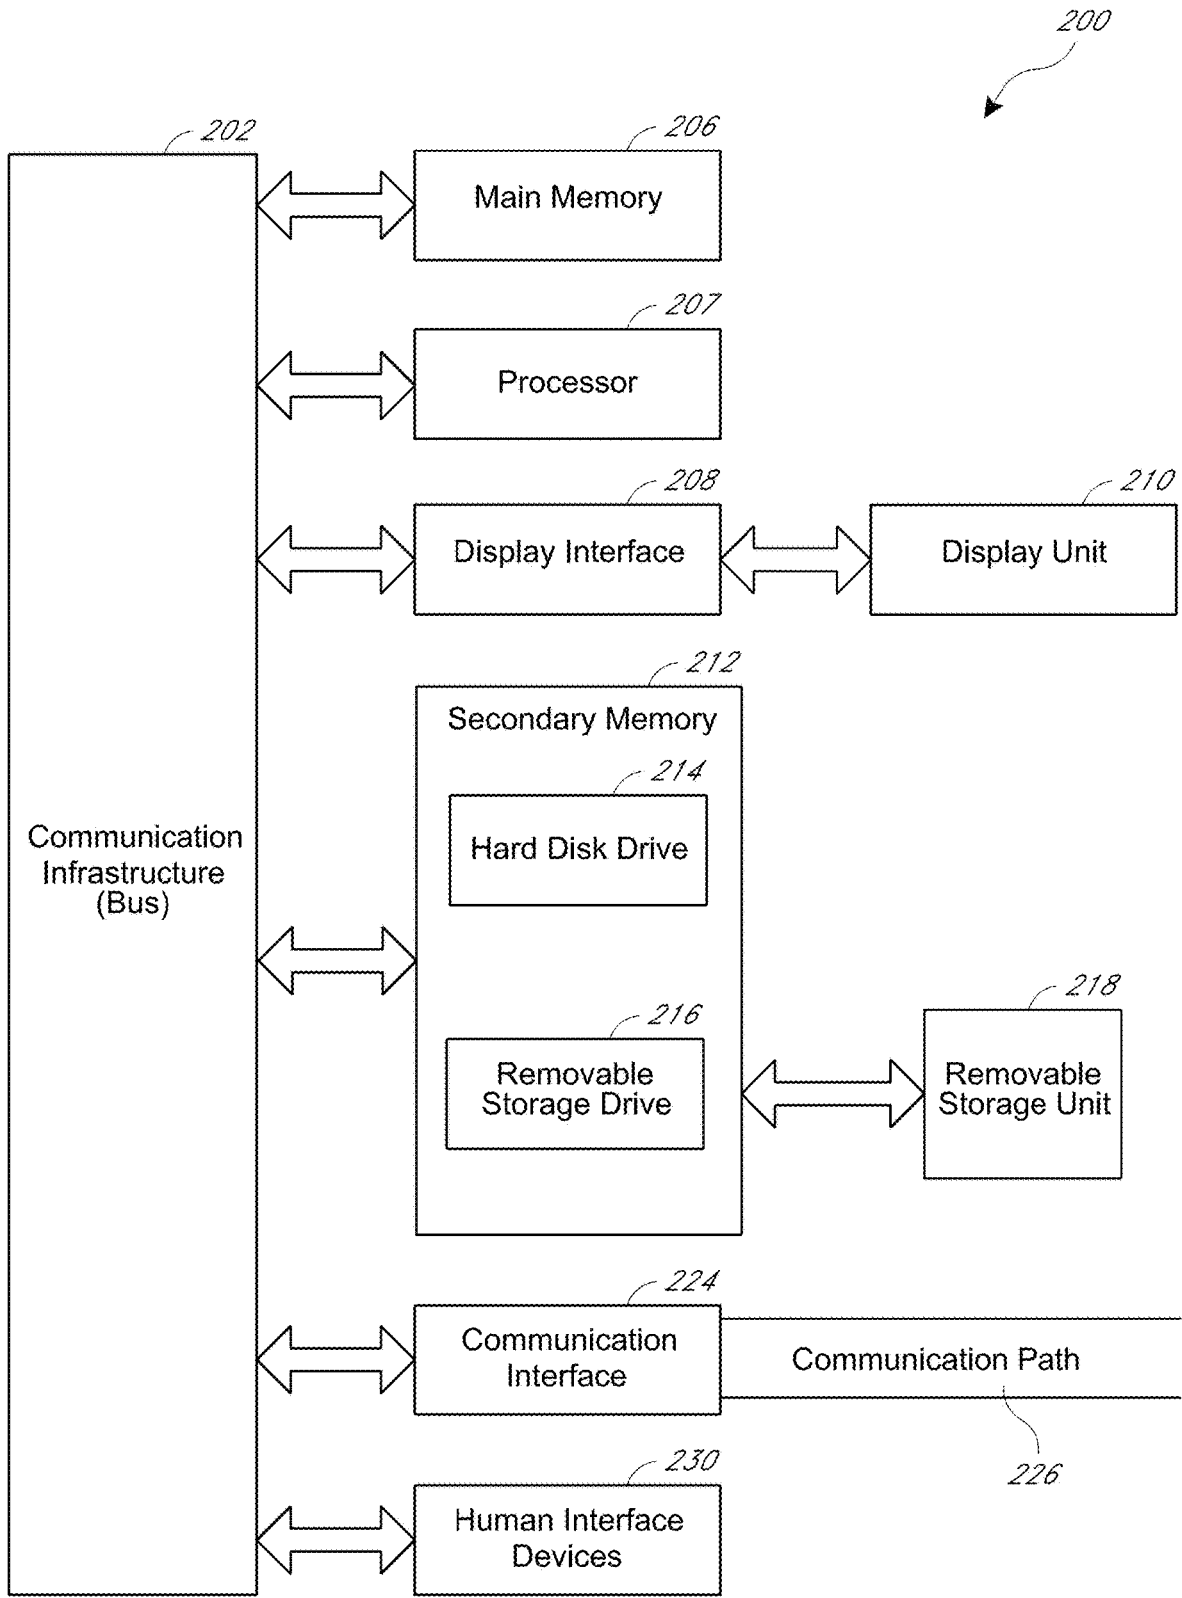 200
202
206
Main Memory
207
Processor
208
Display Interface
210
Display Unit
212
Secondary Memory
214
Hard Disk Drive
Communication
Infrastructure
(Bus)
216
Removable
Storage Drive
218
Removable
Storage Unit
224
Communication
Interface
Communication Path
226
230
Human Interface
Devices